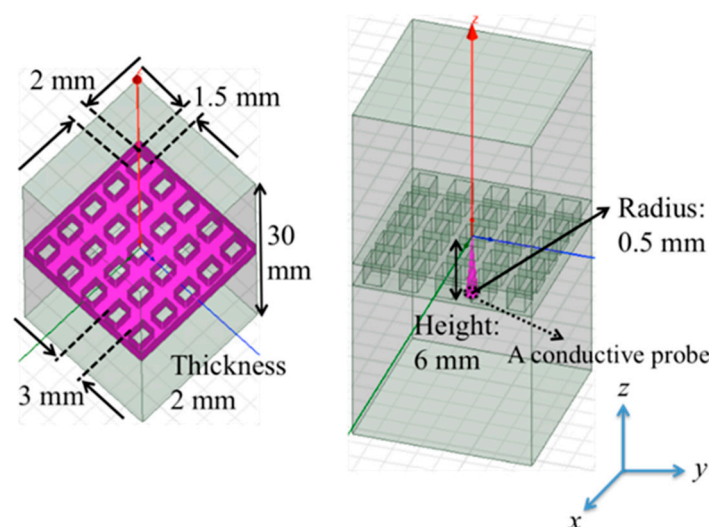 2 mm
1.5 mm
30
mm
Thickness
2 mm
3 mm
z
Radius:
0.5 mm
Height:
6 mm
A conductive probe
z
y
x